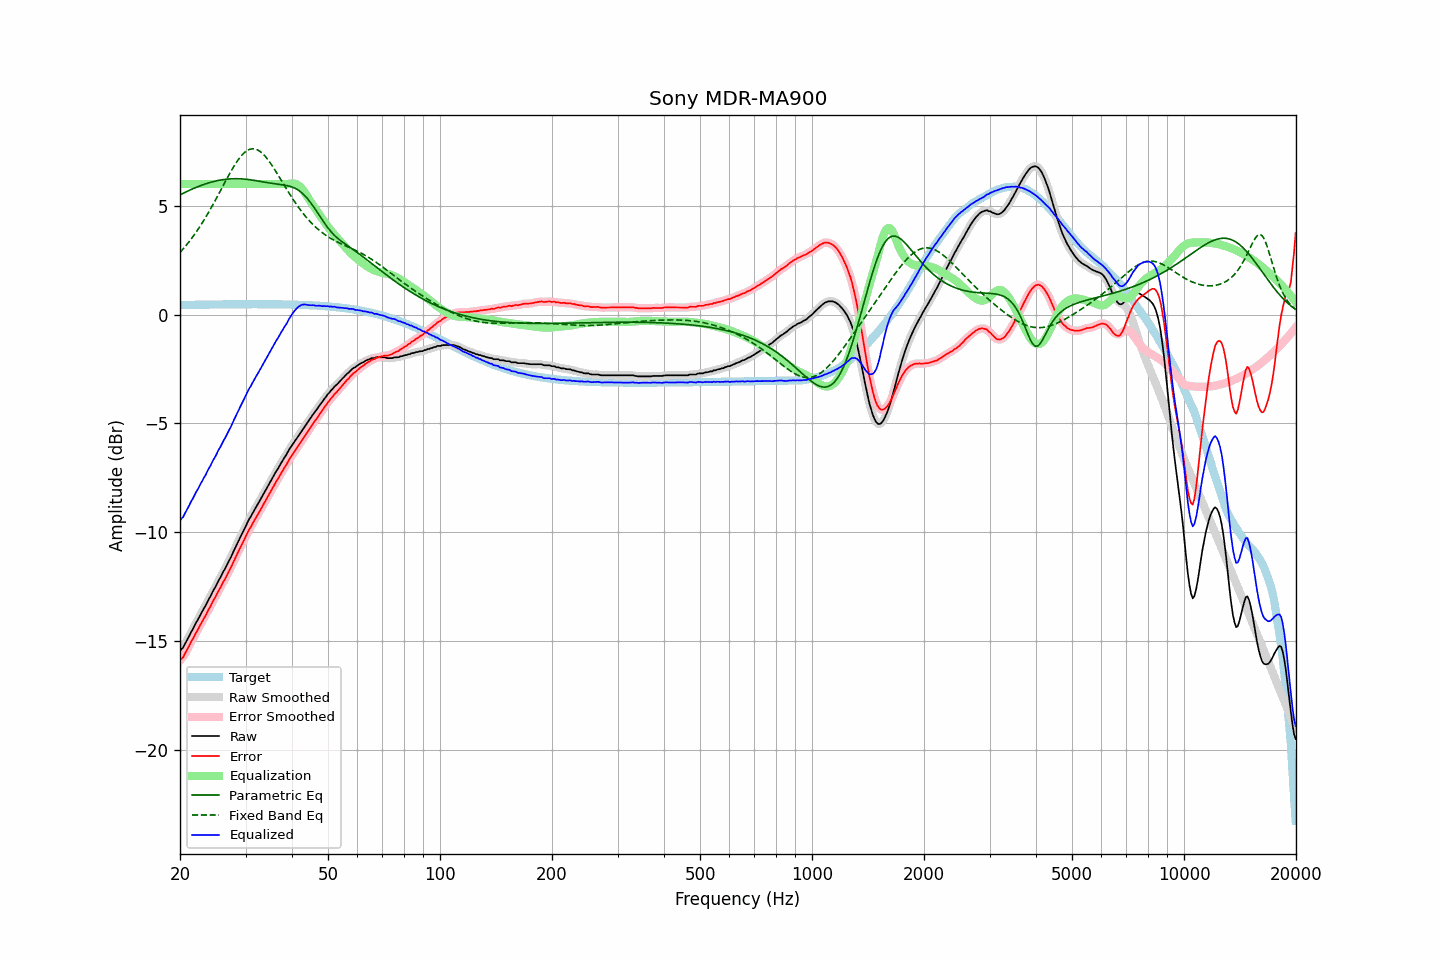 Sony MDR-MA900
Amplitude (dBr)
5
0
−5
−10
−15
−20
Target
Raw Smoothed
Error Smoothed
Raw
Error
Equalization
Parametric Eq
Fixed Band Eq
Equalized
20 50 100 200 500 1000 2000 5000 10000 20000
Frequency (Hz)